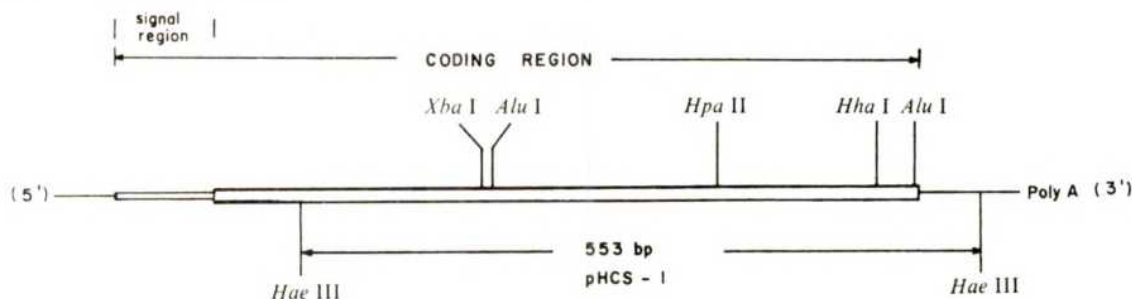 signal
region
CODING REGION
Xba I Alu I Hpa II Hha I Alu I
(5') Poly A (3')
553 bp
pHCS - I
Hae III Hae III